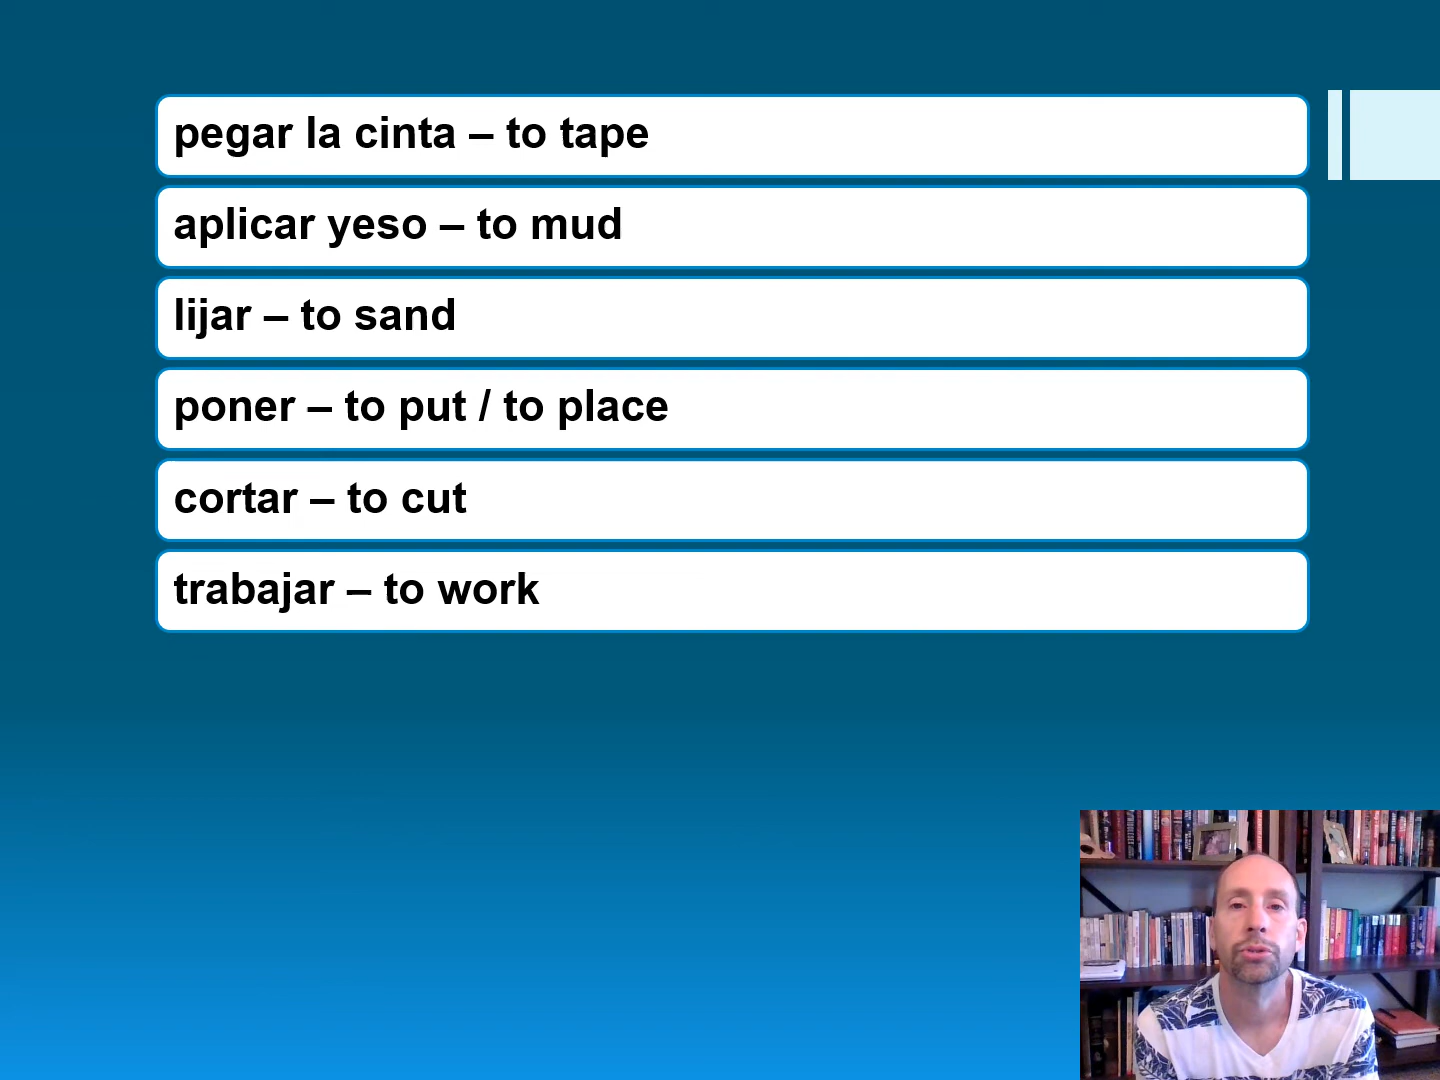 pegar la cinta – to tape
aplicar yeso – to mud
lijar – to sand
poner – to put / to place
cortar – to cut
trabajar – to work